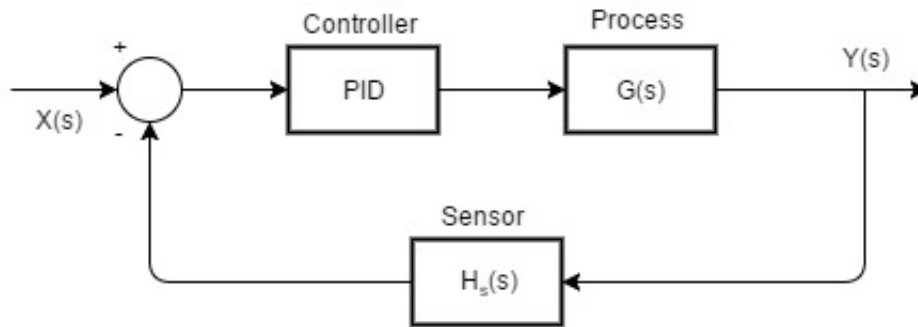 Controller
Process
+
PID
G(s)
Y(s)
X(s)
-
Sensor
Hₛ(s)